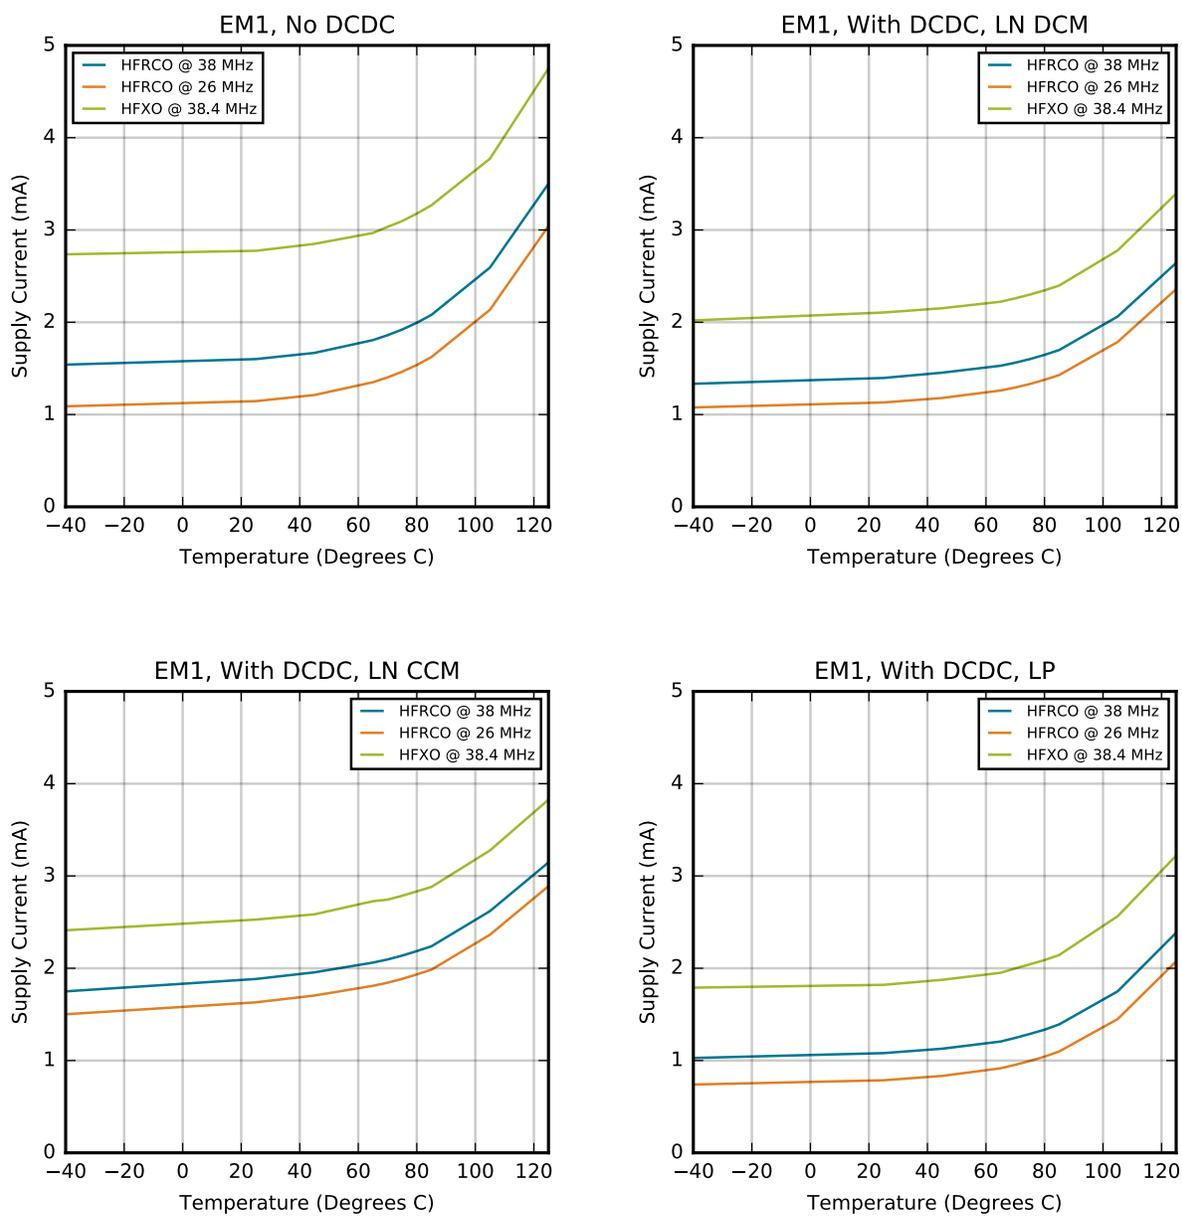 EM1, No DCDC
5
4
3
2
1
0
Supply Current (mA)
HFRCO @ 38 MHz
HFRCO @ 26 MHz
HFXO @ 38.4 MHz
−40 −20 0 20 40 60 80 100 120
Temperature (Degrees C)
EM1, With DCDC, LN DCM
5
4
3
2
1
0
Supply Current (mA)
HFRCO @ 38 MHz
HFRCO @ 26 MHz
HFXO @ 38.4 MHz
−40 −20 0 20 40 60 80 100 120
Temperature (Degrees C)
EM1, With DCDC, LN CCM
5
4
3
2
1
0
Supply Current (mA)
HFRCO @ 38 MHz
HFRCO @ 26 MHz
HFXO @ 38.4 MHz
−40 −20 0 20 40 60 80 100 120
Temperature (Degrees C)
EM1, With DCDC, LP
5
4
3
2
1
0
Supply Current (mA)
HFRCO @ 38 MHz
HFRCO @ 26 MHz
HFXO @ 38.4 MHz
−40 −20 0 20 40 60 80 100 120
Temperature (Degrees C)